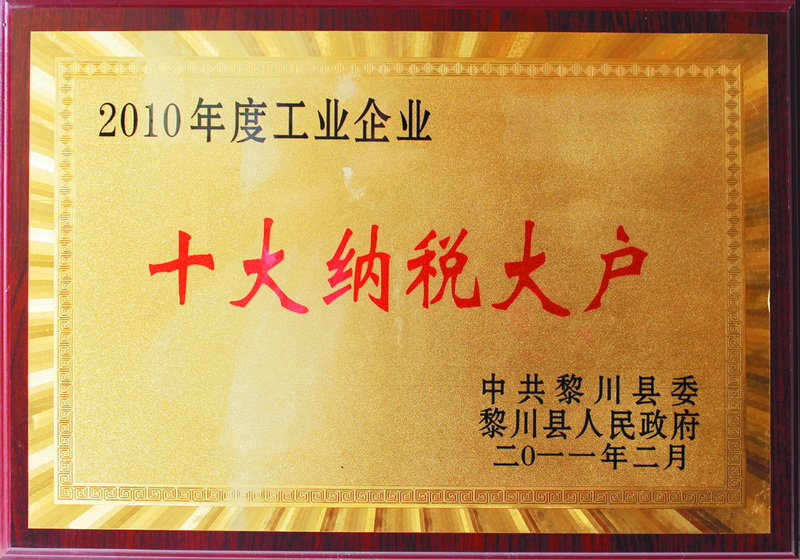 2010年度工业企业
十大纳税大户
中共黎川县委
黎川县人民政府
二0一一年二月